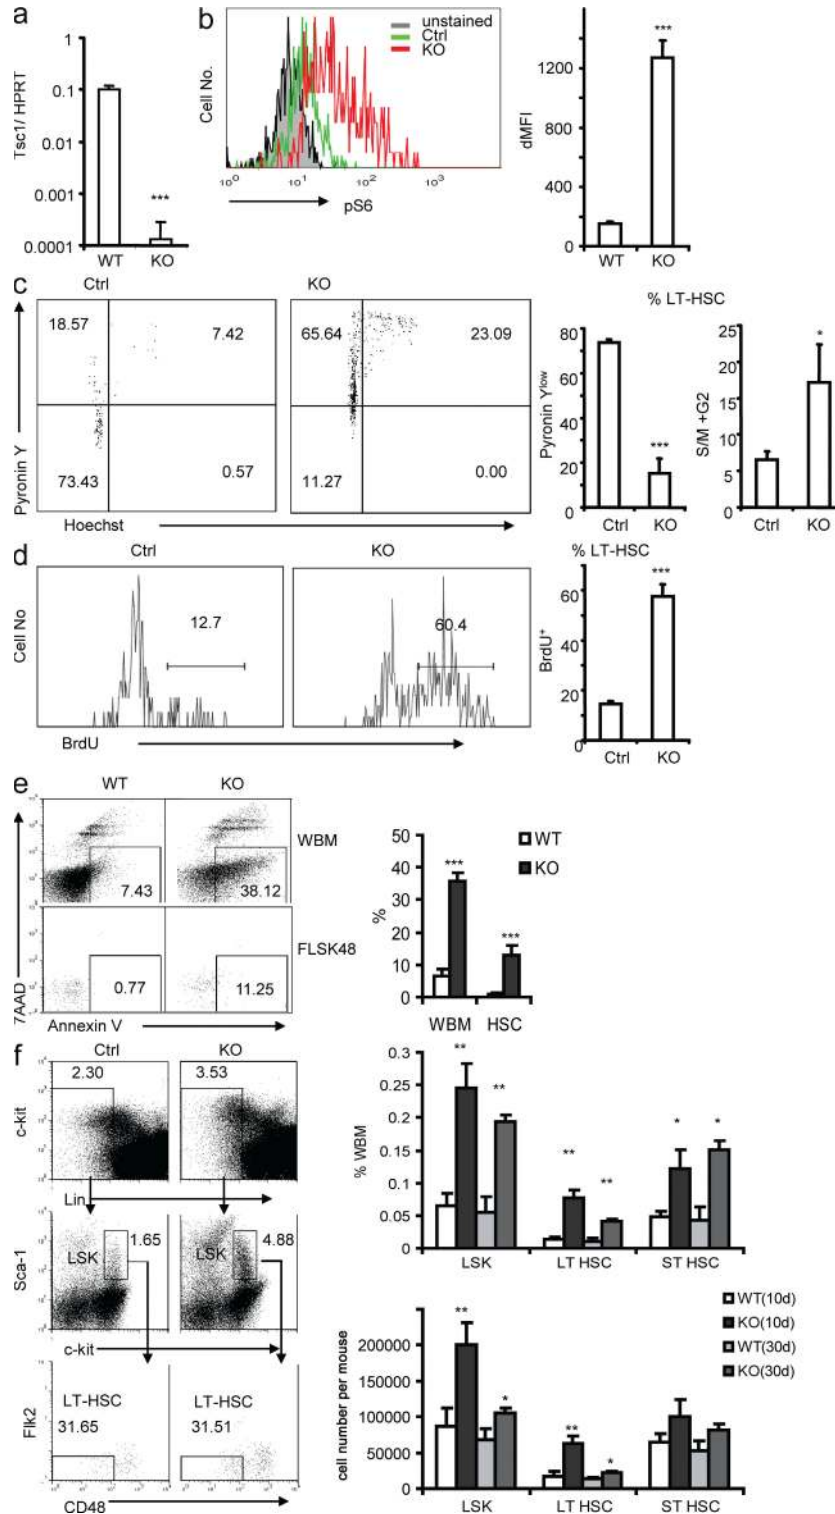 a
Tsc1/ HPRT
1
0.1
0.01
0.001
0.0001
***
WT KO
b
Cell No.
unstained
Ctrl
KO
10⁰ 10¹ 10² 10³
pS6
dMFI
1200
800
400
0
***
WT KO
c
Ctrl KO
Pyronin Y
18.57 7.42
73.43 0.57
65.64 23.09
11.27 0.00
Hoechst
% LT-HSC
Pyronin Yˡᵒʷ
80
60
40
20
0
***
Ctrl KO
S/M +G2
25
20
15
10
5
0
*
Ctrl KO
d
Ctrl KO
Cell No
12.7
60.4
BrdU
% LT-HSC
BrdU⁺
60
40
20
0
***
Ctrl KO
e
WT KO
7AAD
WBM
7.43 38.12
FLSK48
0.77 11.25
Annexin V
%
50
40
30
20
10
0
***
***
WT
KO
WBM HSC
f
Ctrl KO
c-kit
2.30 3.53
Lin
Sca-1
LSK 1.65
LSK 4.88
c-kit
Flk2
LT-HSC
31.65
LT-HSC
31.51
CD48
% WBM
0.3
0.25
0.2
0.15
0.1
0.05
0
** ** ** ** * *
LSK LT HSC ST HSC
cell number per mouse
200000
150000
100000
50000
0
** * ** *
LSK LT HSC ST HSC
WT(10d)
KO(10d)
WT(30d)
KO(30d)